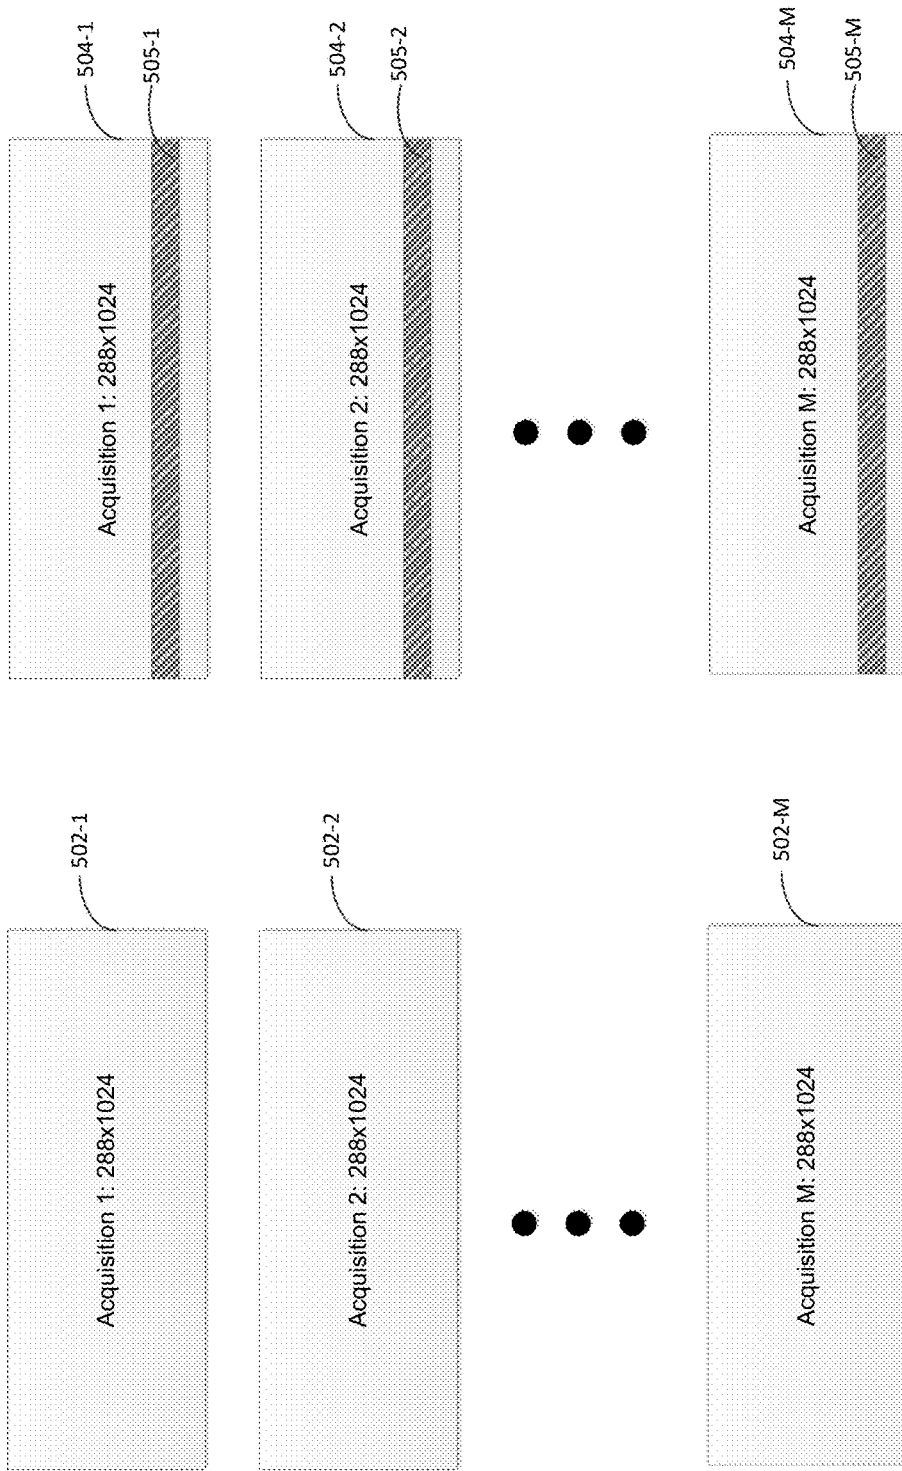 502-1
Acquisition 1: 288x1024
504-1
Acquisition 1: 288x1024
505-1
502-2
Acquisition 2: 288x1024
504-2
Acquisition 2: 288x1024
505-2
502-M
Acquisition M: 288x1024
504-M
Acquisition M: 288x1024
505-M